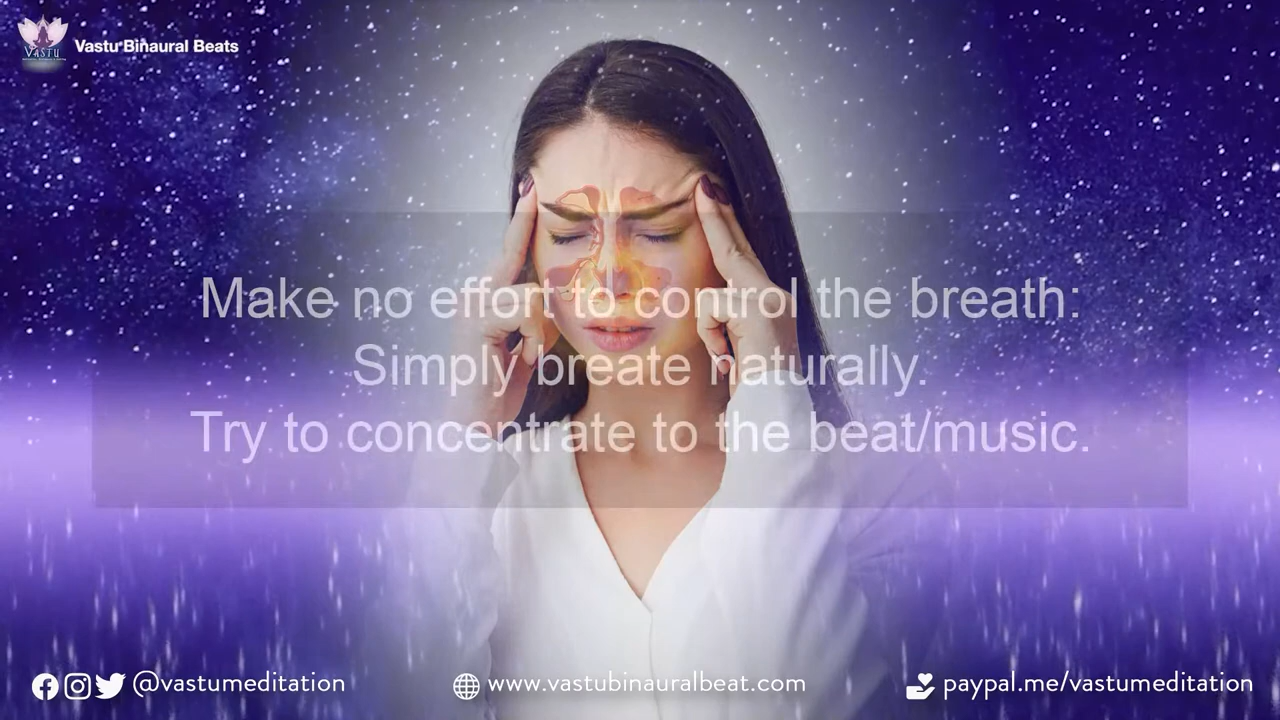 VASTU
Vastu Binaural Beats
Make no effort to control the breath:
Simply breate naturally.
Try to concentrate to the beat/music.
@vastumeditation
www.vastubinauralbeat.com
paypal.me/vastumeditation